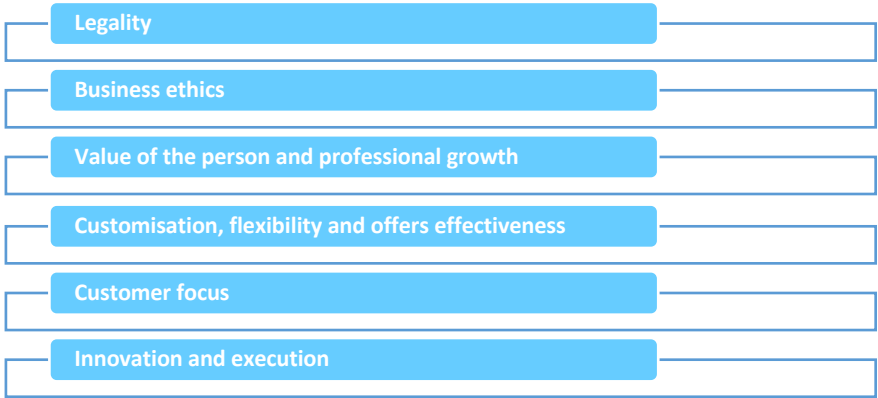 Legality
Business ethics
Value of the person and professional growth
Customisation, flexibility and offers effectiveness
Customer focus
Innovation and execution